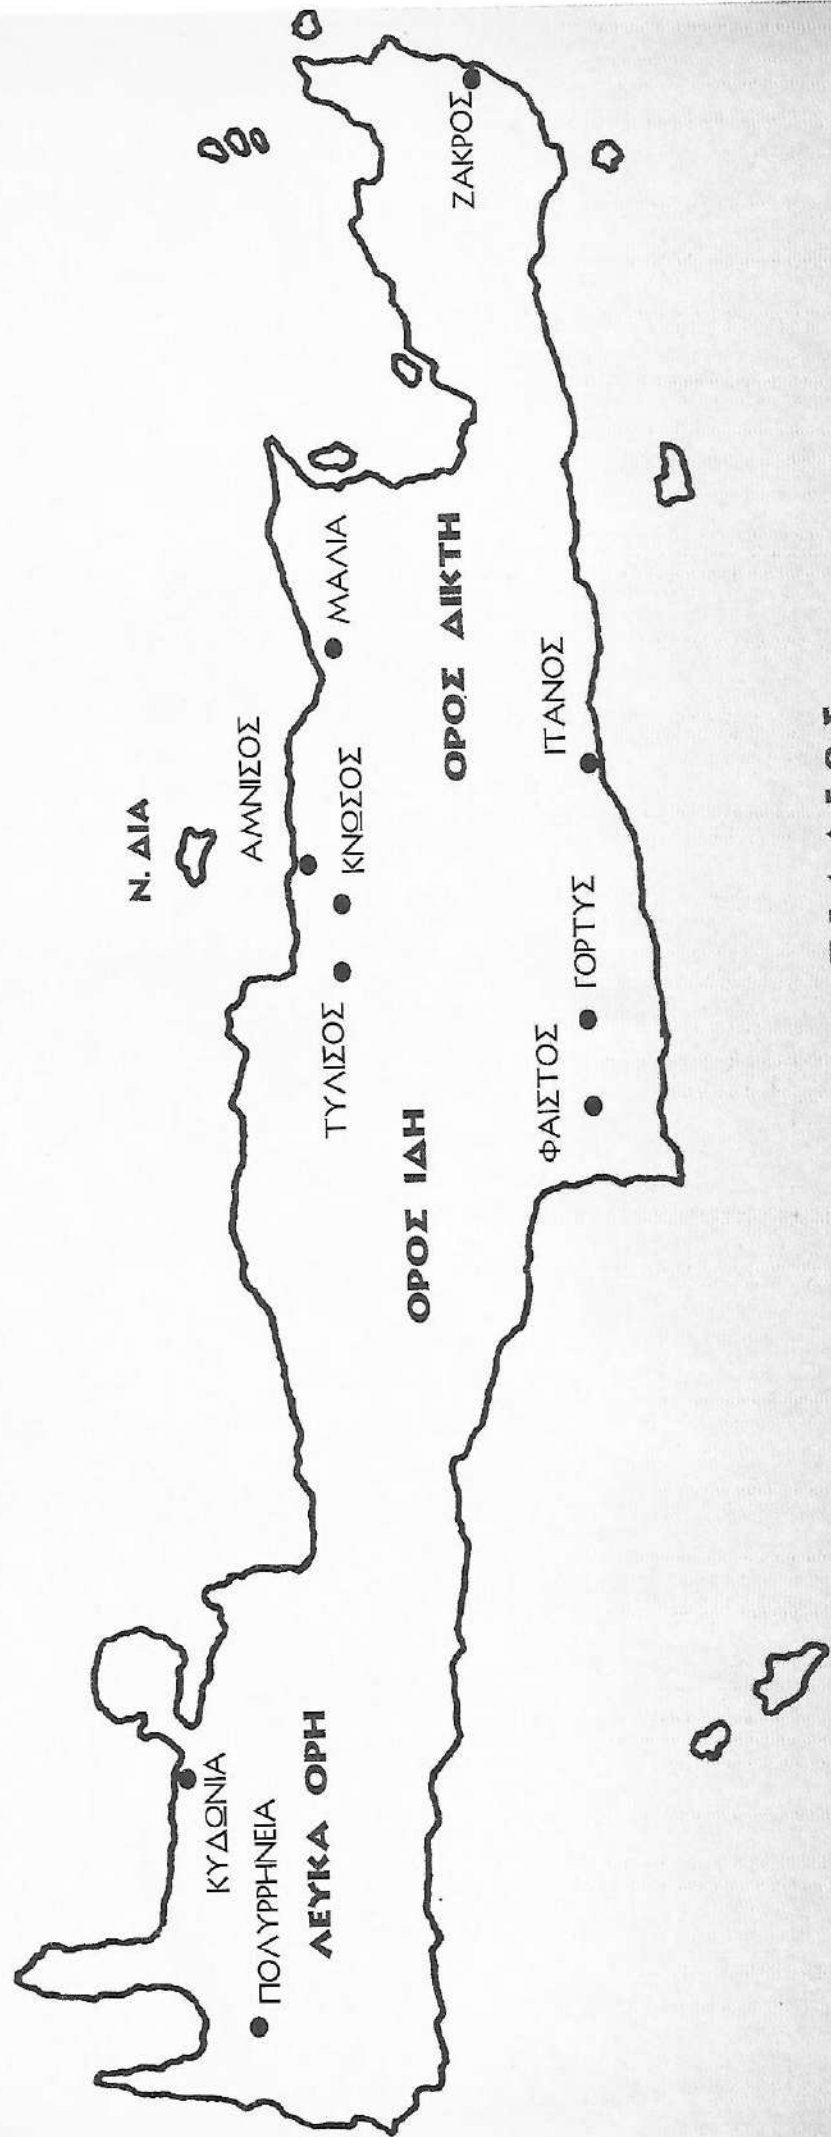 Ν. ΔΙΑ
ΑΜΝΙΣΟΣ
ΚΝΩΣΟΣ
ΤΥΛΙΣΟΣ
ΜΑΛΙΑ
ΖΑΚΡΟΣ
ΚΥΔΩΝΙΑ
ΠΟΛΥΡΡΗΝΕΙΑ
ΛΕΥΚΑ ΟΡΗ
ΟΡΟΣ ΙΔΗ
ΟΡΟΣ ΔΙΚΤΗ
ΦΑΙΣΤΟΣ
ΓΟΡΤΥΣ
ΙΤΑΝΟΣ